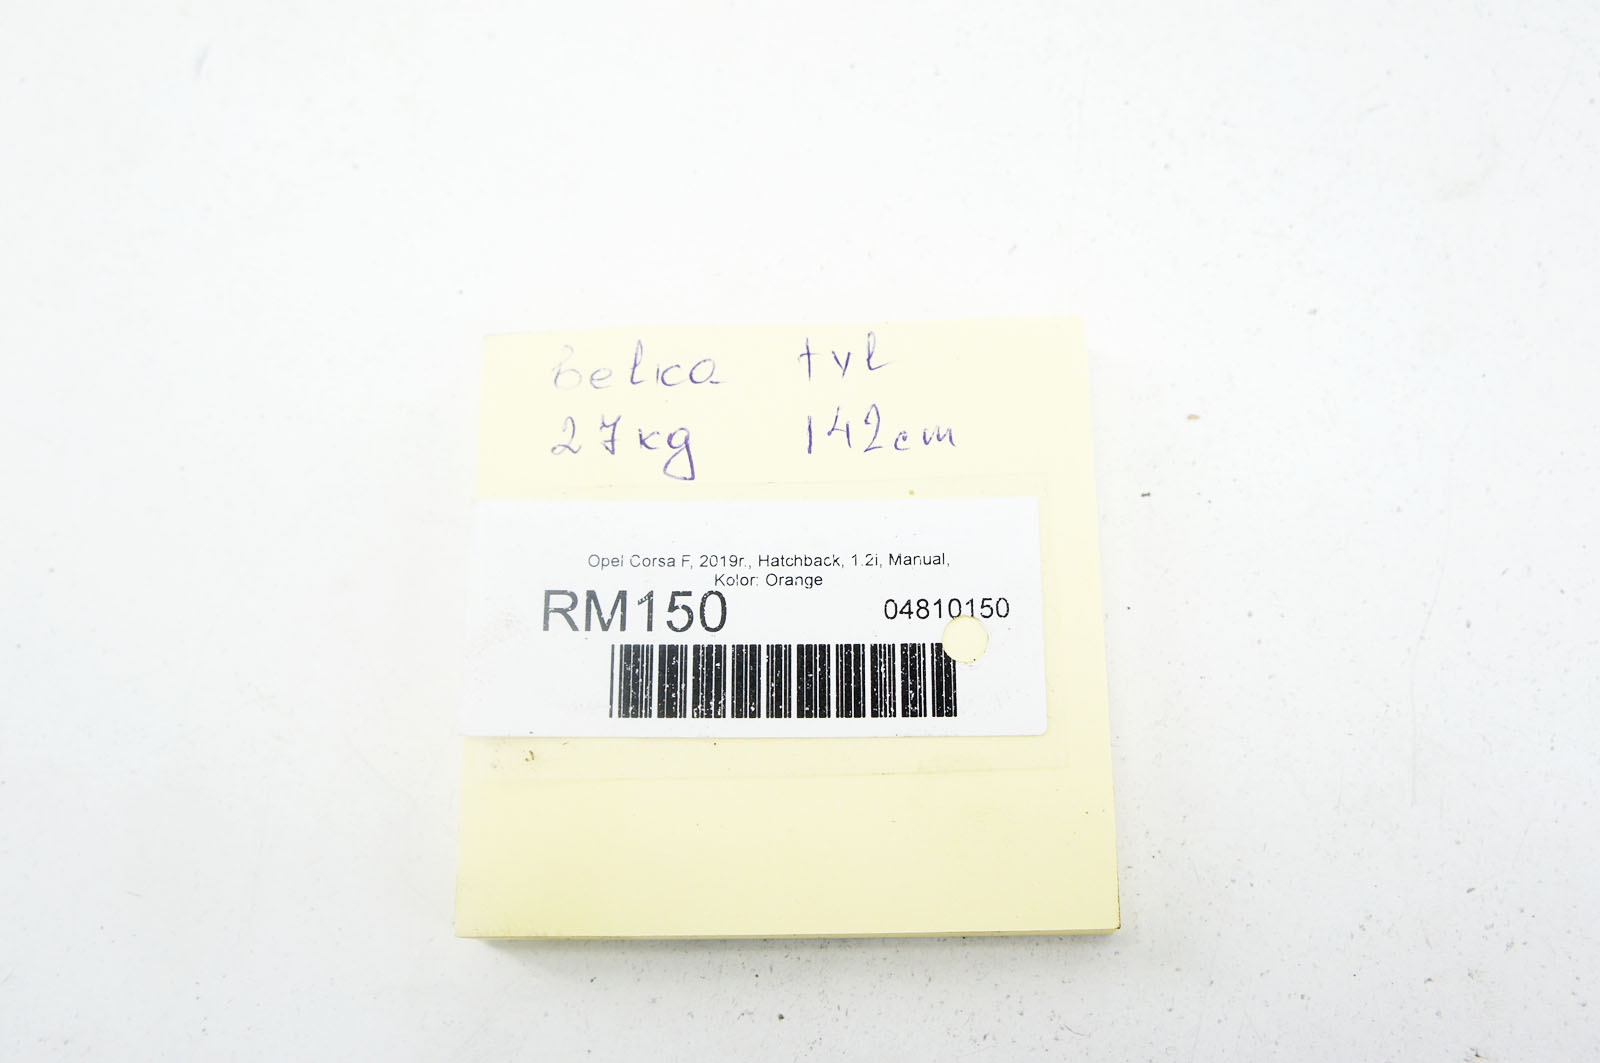 Belka tył
27kg 142cm
Opel Corsa F, 2019r., Hatchback, 1.2i, Manual,
Kolor: Orange
RM150 04810150